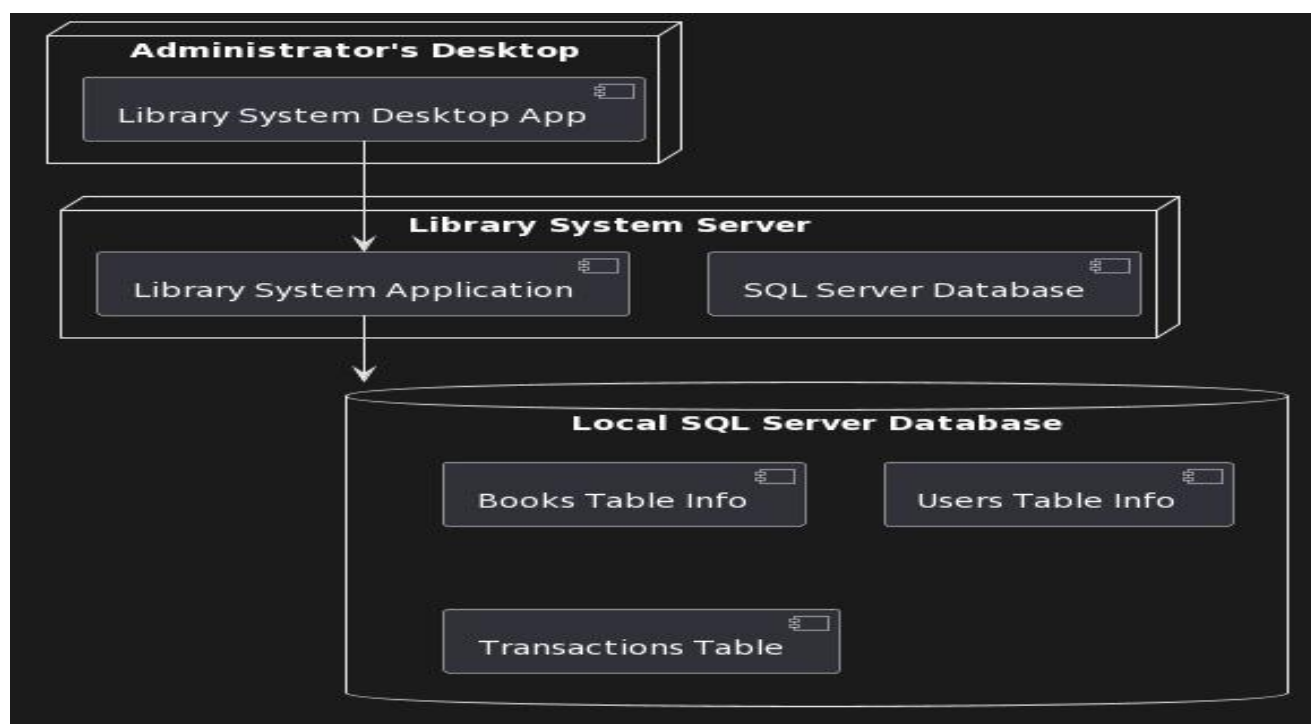 Administrator's Desktop
Library System Desktop App
Library System Server
Library System Application
SQL Server Database
Local SQL Server Database
Books Table Info
Users Table Info
Transactions Table